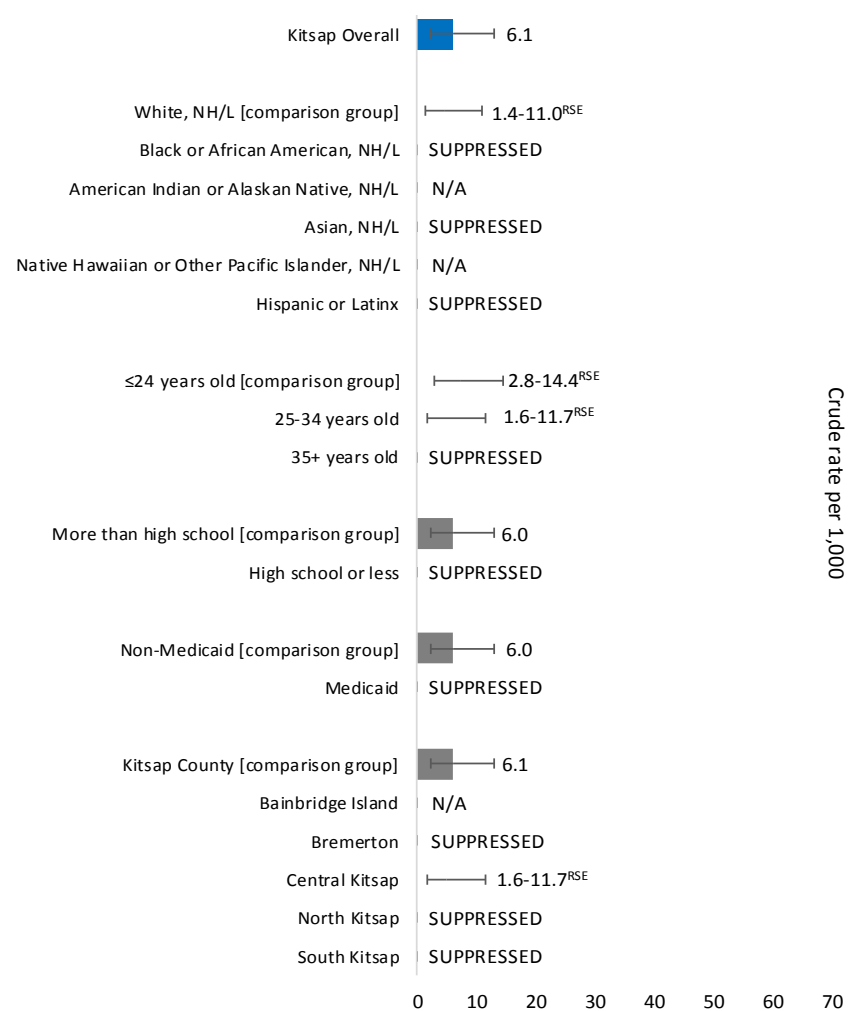 Kitsap Overall 6.1
White, NH/L [comparison group] 1.4-11.0RSE
Black or African American, NH/L SUPPRESSED
American Indian or Alaskan Native, NH/L N/A
Asian, NH/L SUPPRESSED
Native Hawaiian or Other Pacific Islander, NH/L N/A
Hispanic or Latinx SUPPRESSED
≤24 years old [comparison group] 2.8-14.4RSE
25-34 years old 1.6-11.7RSE
35+ years old SUPPRESSED
More than high school [comparison group] 6.0
High school or less SUPPRESSED
Non-Medicaid [comparison group] 6.0
Medicaid SUPPRESSED
Kitsap County [comparison group] 6.1
Bainbridge Island N/A
Bremerton SUPPRESSED
Central Kitsap 1.6-11.7RSE
North Kitsap SUPPRESSED
South Kitsap SUPPRESSED
0 10 20 30 40 50 60 70
Crude rate per 1,000